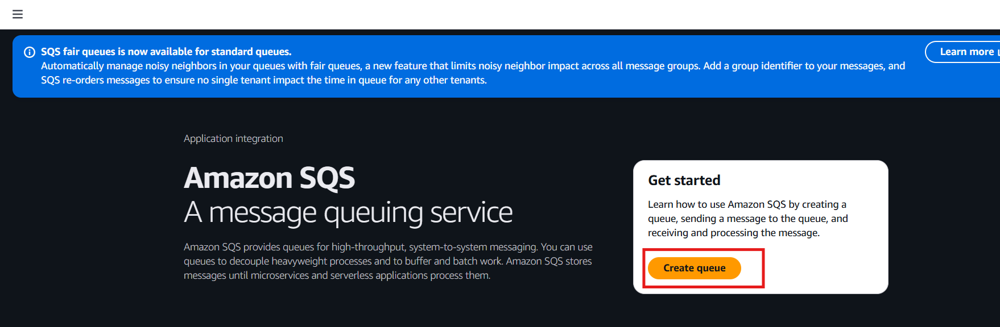 SQS fair queues is now available for standard queues.
Automatically manage noisy neighbors in your queues with fair queues, a new feature that limits noisy neighbor impact across all message groups. Add a group identifier to your messages, and
SQS re-orders messages to ensure no single tenant impact the time in queue for any other tenants.
Learn more
Application integration
Amazon SQS
A message queuing service
Amazon SQS provides queues for high-throughput, system-to-system messaging. You can use
queues to decouple heavyweight processes and to buffer and batch work. Amazon SQS stores
messages until microservices and serverless applications process them.
Get started
Learn how to use Amazon SQS by creating a
queue, sending a message to the queue, and
receiving and processing the message.
Create queue